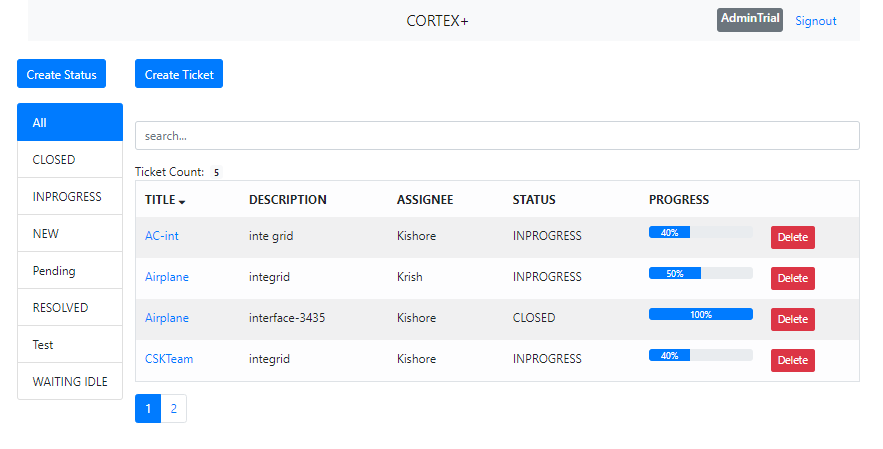 CORTEX+
AdminTrial Signout
Create Status
Create Ticket
All
CLOSED
INPROGRESS
NEW
Pending
RESOLVED
Test
WAITING IDLE
search...
Ticket Count: 5
TITLE DESCRIPTION ASSIGNEE STATUS PROGRESS
AC-int inte grid Kishore INPROGRESS 40% Delete
Airplane integrid Krish INPROGRESS 50% Delete
Airplane interface-3435 Kishore CLOSED 100% Delete
CSKTeam integrid Kishore INPROGRESS 40% Delete
1 2